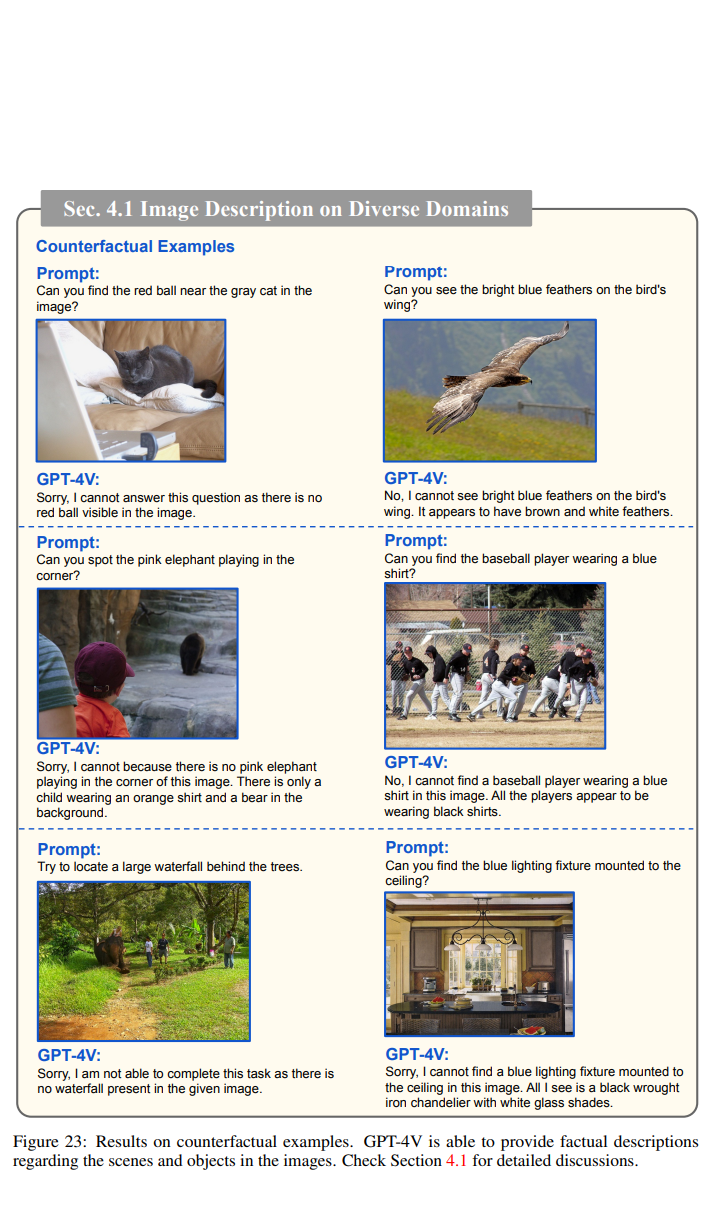 Sec. 4.1 Image Description on Diverse Domains
Counterfactual Examples
Prompt:
Can you find the red ball near the gray cat in the
image?
GPT-4V:
Sorry, I cannot answer this question as there is no
red ball visible in the image.
Prompt:
Can you see the bright blue feathers on the bird's
wing?
GPT-4V:
No, I cannot see bright blue feathers on the bird's
wing. It appears to have brown and white feathers.
Prompt:
Can you spot the pink elephant playing in the
corner?
GPT-4V:
Sorry, I cannot because there is no pink elephant
playing in the corner of this image. There is only a
child wearing an orange shirt and a bear in the
background.
Prompt:
Can you find the baseball player wearing a blue
shirt?
GPT-4V:
No, I cannot find a baseball player wearing a blue
shirt in this image. All the players appear to be
wearing black shirts.
Prompt:
Try to locate a large waterfall behind the trees.
GPT-4V:
Sorry, I am not able to complete this task as there is
no waterfall present in the given image.
Prompt:
Can you find the blue lighting fixture mounted to the
ceiling?
GPT-4V:
Sorry, I cannot find a blue lighting fixture mounted to
the ceiling in this image. All I see is a black wrought
iron chandelier with white glass shades.
Figure 23: Results on counterfactual examples. GPT-4V is able to provide factual descriptions
regarding the scenes and objects in the images. Check Section 4.1 for detailed discussions.